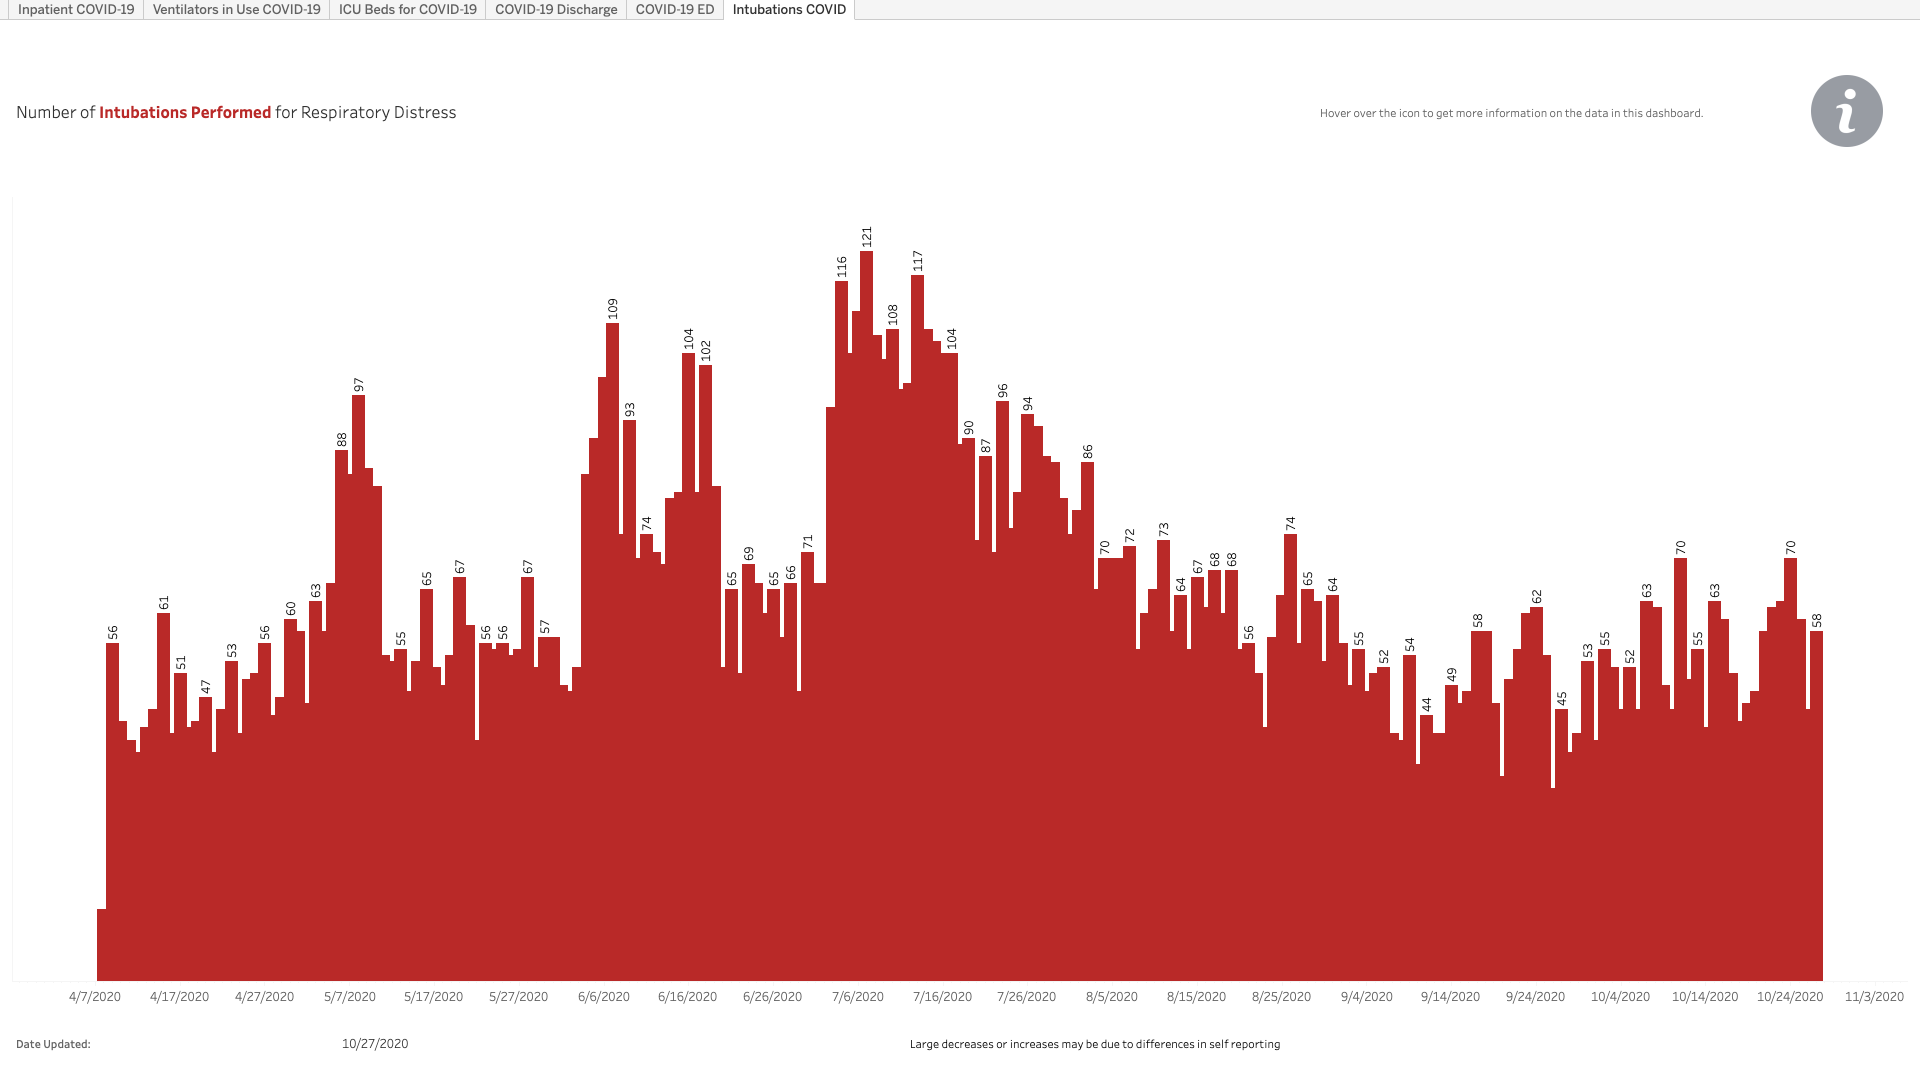 Inpatient COVID-19 Ventilators in Use COVID-19 ICU Beds for COVID-19 COVID-19 Discharge COVID-19 ED Intubations COVID
Number of Intubations Performed for Respiratory Distress
Hover over the icon to get more information on the data in this dashboard.
i
56 61 51 47 53 56 60 63 88 97 55 65 67 56 56 67 57 109 93 74 104 102 65 69 65 66 71 116 121 108 117 104 90 87 96 94 86 70 72 73 64 67 68 68 56 74 65 64 55 52 54 44 49 58 62 45 53 55 52 63 70 55 63 70 58
4/7/2020 4/17/2020 4/27/2020 5/7/2020 5/17/2020 5/27/2020 6/6/2020 6/16/2020 6/26/2020 7/6/2020 7/16/2020 7/26/2020 8/5/2020 8/15/2020 8/25/2020 9/4/2020 9/14/2020 9/24/2020 10/4/2020 10/14/2020 10/24/2020 11/3/2020
Date Updated: 10/27/2020
Large decreases or increases may be due to differences in self reporting